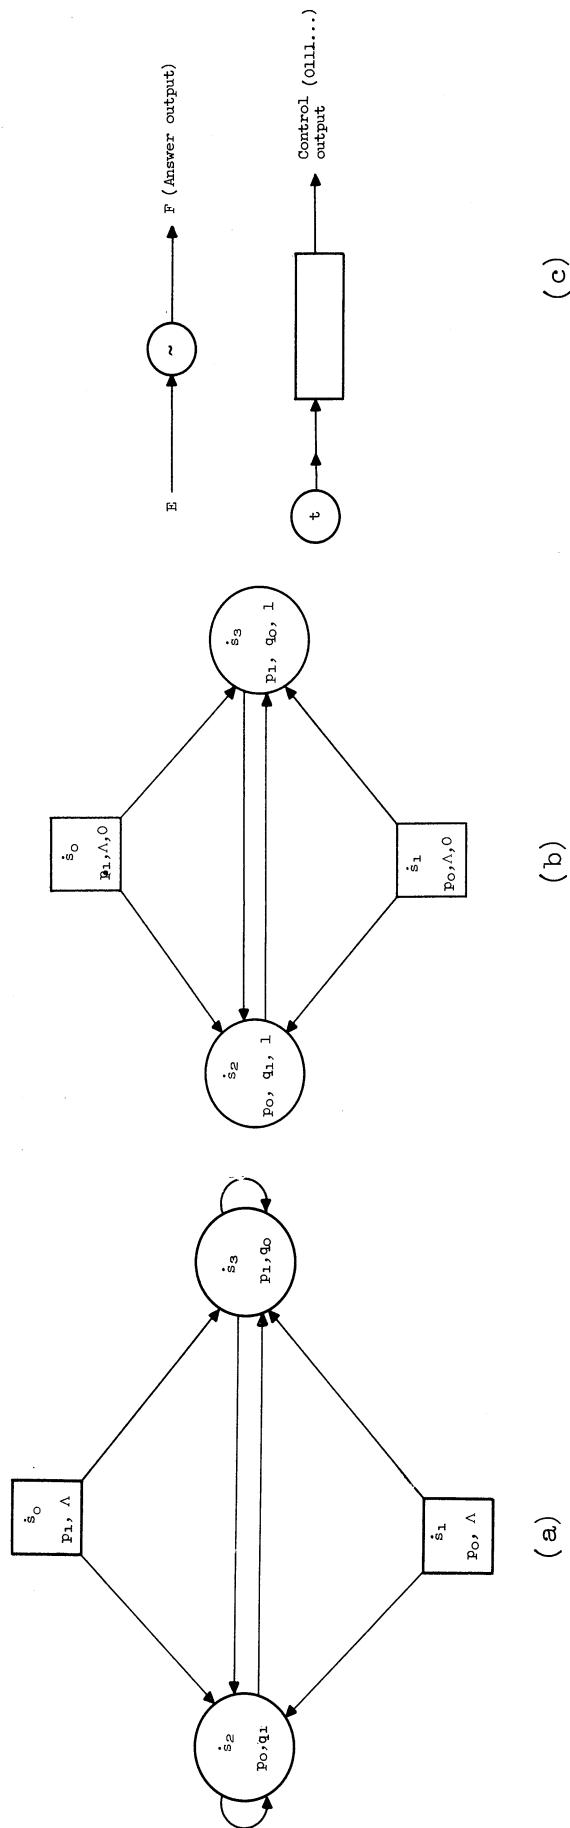 ṡ₀
p₁, Λ
ṡ₂
p₀,q₁
ṡ₃
p₁,q₀
ṡ₁
p₀, Λ
(a)
ṡ₀
p₁,Λ,0
ṡ₂
p₀, q₁, 1
ṡ₃
p₁, q₀, 1
ṡ₁
p₀,Λ,0
(b)
E
~
F (Answer output)
t
Control (0111...)
output
(c)